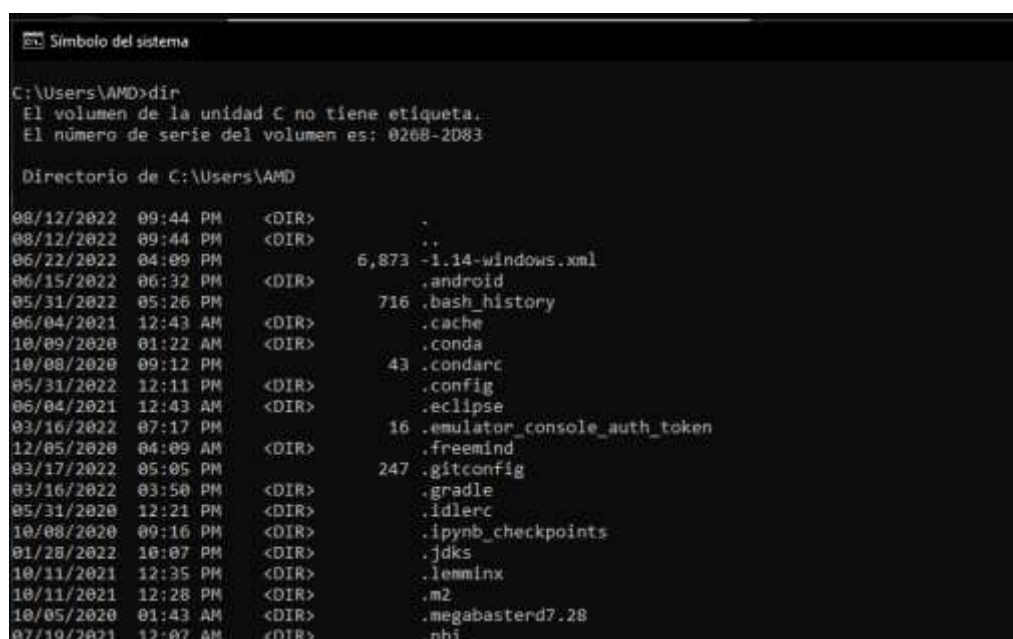 Símbolo del sistema
C:\Users\AMD>dir
El volumen de la unidad C no tiene etiqueta.
El número de serie del volumen es: 026B-2D83
Directorio de C:\Users\AMD
08/12/2022 09:44 PM <DIR> .
08/12/2022 09:44 PM <DIR> ..
06/22/2022 04:09 PM 6,873 -1.14-windows.xml
06/15/2022 06:32 PM <DIR> .android
05/31/2022 05:26 PM 716 .bash_history
06/04/2021 12:43 AM <DIR> .cache
10/09/2020 01:22 AM <DIR> .conda
10/08/2020 09:12 PM 43 .condarc
05/31/2022 12:11 PM <DIR> .config
06/04/2021 12:43 AM <DIR> .eclipse
03/16/2022 07:17 PM 16 .emulator_console_auth_token
12/05/2020 04:09 AM <DIR> .freemind
03/17/2022 05:05 PM 247 .gitconfig
03/16/2022 03:50 PM <DIR> .gradle
05/31/2020 12:21 PM <DIR> .idlerc
10/08/2020 09:16 PM <DIR> .ipynb_checkpoints
01/28/2022 10:07 PM <DIR> .jdks
10/11/2021 12:35 PM <DIR> .lemminx
10/11/2021 12:28 PM <DIR> .m2
10/05/2020 01:43 AM <DIR> .megabasterd7.28
07/19/2021 12:07 AM <DIR>